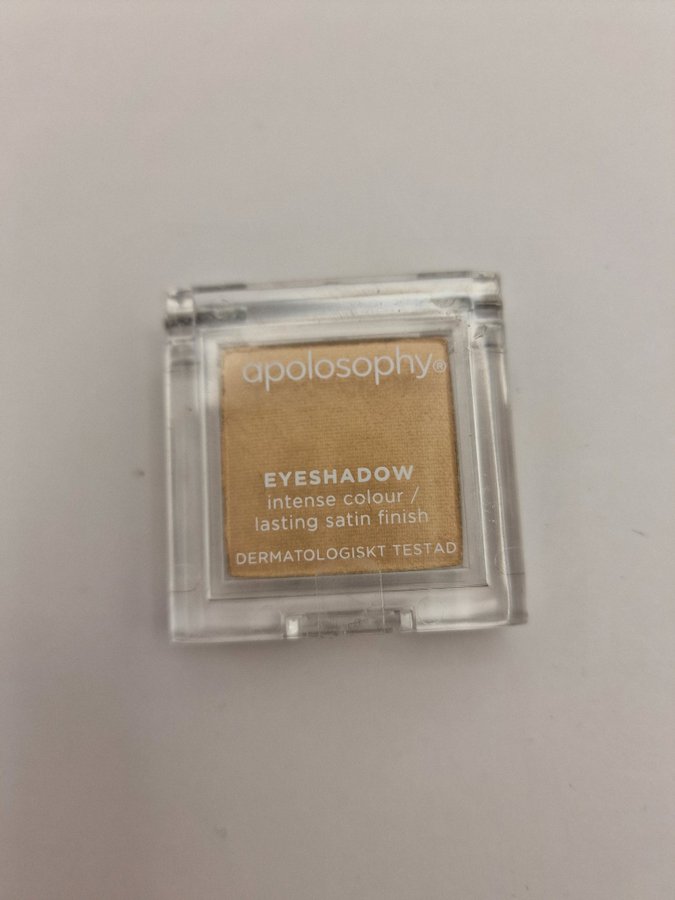 apolosophy®
EYESHADOW
intense colour /
lasting satin finish
DERMATOLOGISKT TESTAD